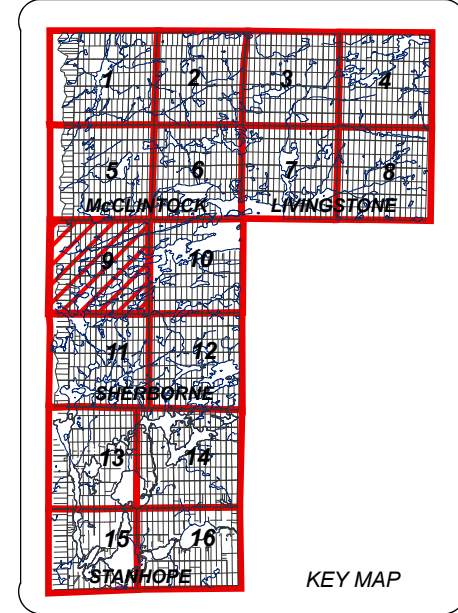 1 2 3 4
5 6 7 8
McCLINTOCK LIVINGSTONE
9 10
11 12
SHERBORNE
13 14
15 16
STANHOPE
KEY MAP